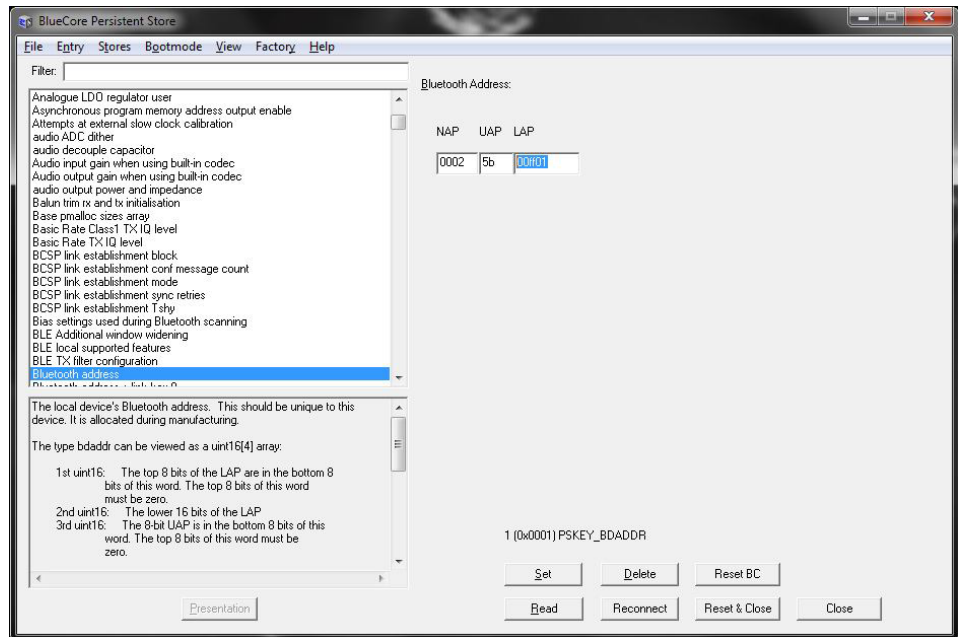 BlueCore Persistent Store
File Entry Stores Bootmode View Factory Help
Filter:
Analogue LDO regulator user
Asynchronous program memory address output enable
Attempts at external slow clock calibration
audio ADC dither
audio decouple capacitor
Audio input gain when using built-in codec
Audio output gain when using built-in codec
audio output power and impedance
Balun trim rx and tx initialisation
Base pmalloc sizes array
Basic Rate Class1 TX IQ level
Basic Rate TX IQ level
BCSP link establishment block
BCSP link establishment conf message count
BCSP link establishment mode
BCSP link establishment sync retries
BCSP link establishment Tshy
Bias settings used during Bluetooth scanning
BLE Additional window widening
BLE local supported features
BLE TX filter configuration
Bluetooth address
The local device's Bluetooth address. This should be unique to this
device. It is allocated during manufacturing.
The type bdaddr can be viewed as a uint16[4] array:
1st uint16: The top 8 bits of the LAP are in the bottom 8
bits of this word. The top 8 bits of this word
must be zero.
2nd uint16: The lower 16 bits of the LAP
3rd uint16: The 8-bit UAP is in the bottom 8 bits of this
word. The top 8 bits of this word must be
zero.
Presentation
Bluetooth Address:
NAP UAP LAP
0002 5b 00ff01
1 (0x0001) PSKEY_BDADDR
Set Delete Reset BC
Read Reconnect Reset & Close Close